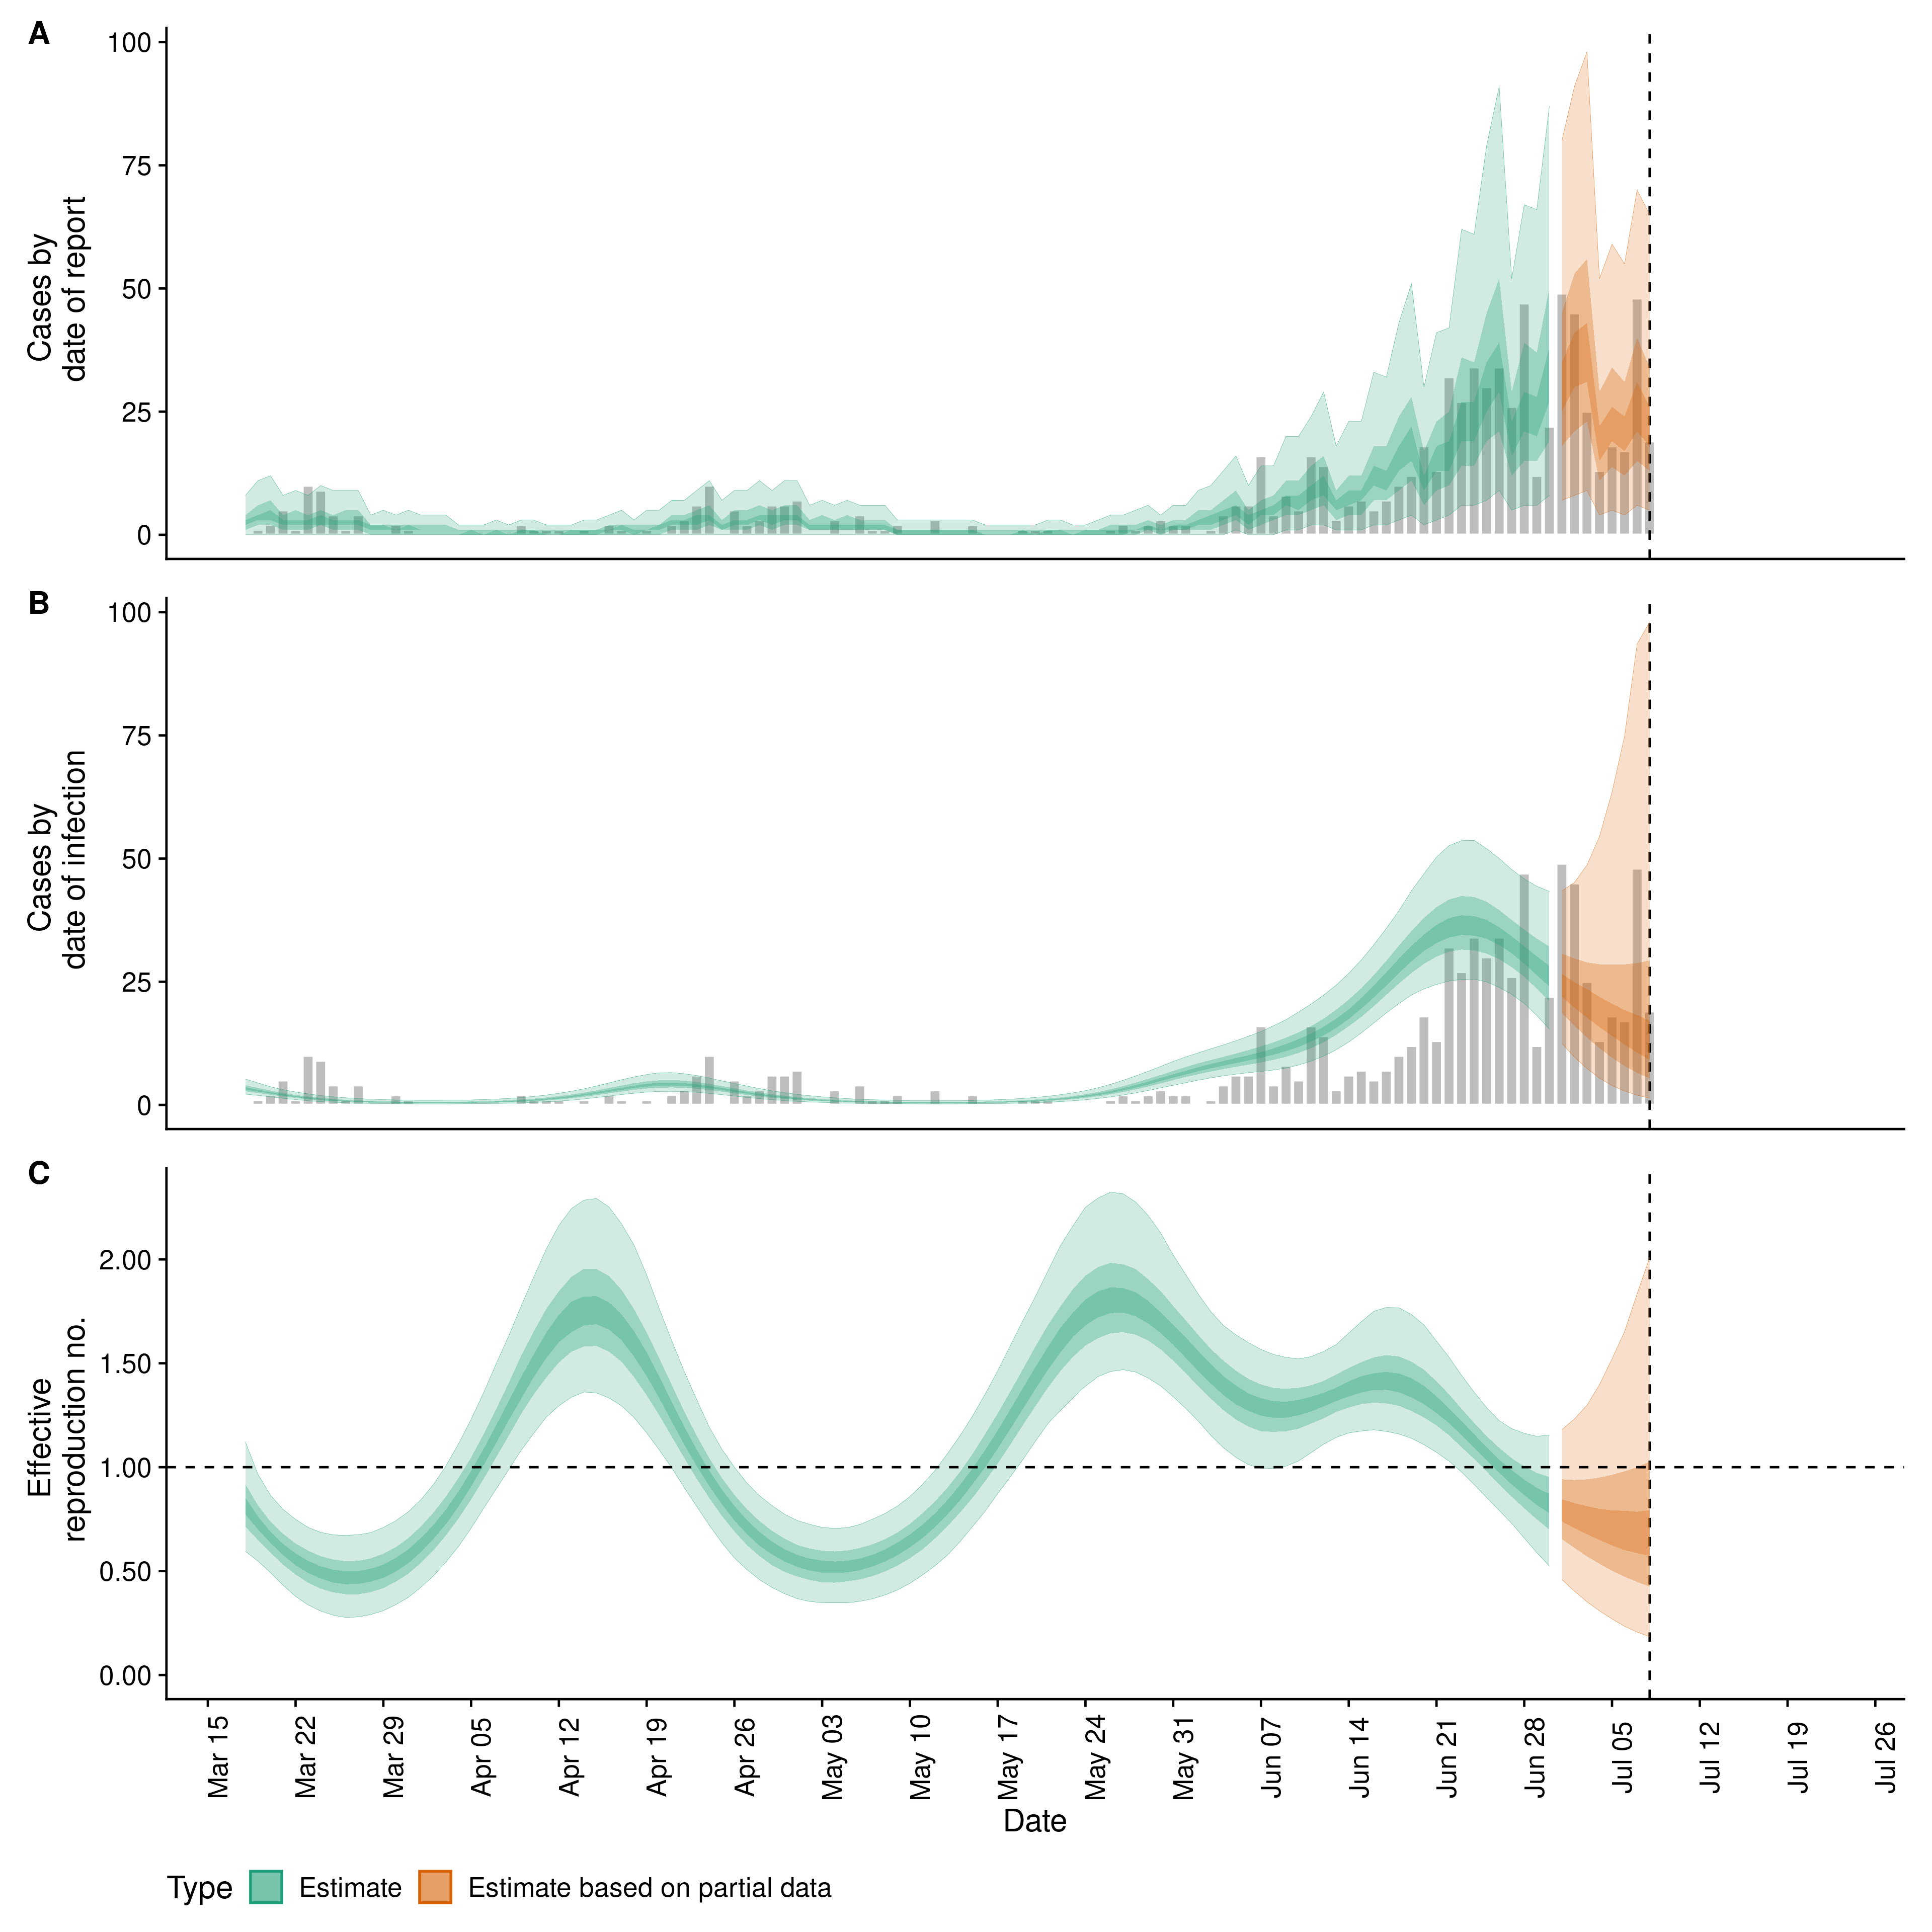 A
100
75
50
25
0
Cases by
date of report
B
100
75
50
25
0
Cases by
date of infection
C
2.00
1.50
1.00
0.50
0.00
Effective
reproduction no.
Mar 15
Mar 22
Mar 29
Apr 05
Apr 12
Apr 19
Apr 26
May 03
May 10
May 17
May 24
May 31
Jun 07
Jun 14
Jun 21
Jun 28
Jul 05
Jul 12
Jul 19
Jul 26
Date
Type Estimate Estimate based on partial data